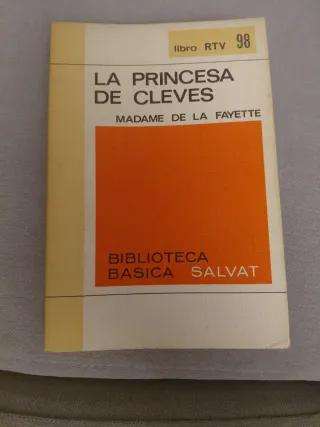 libro RTV 98
LA PRINCESA
DE CLEVES
MADAME DE LA FAYETTE
BIBLIOTECA
BASICA SALVAT